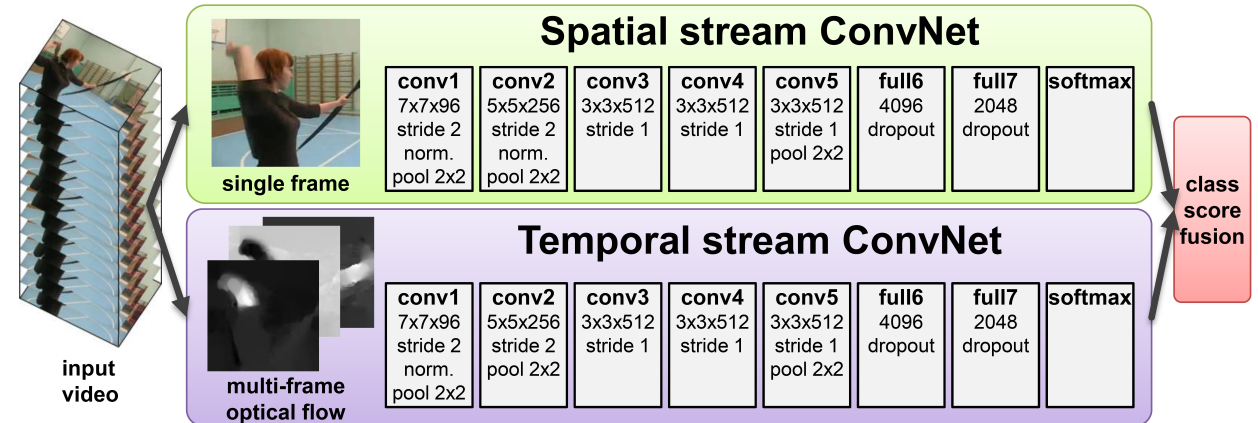 Spatial stream ConvNet
conv1
7x7x96
stride 2
norm.
pool 2x2
conv2
5x5x256
stride 2
norm.
pool 2x2
conv3
3x3x512
stride 1
conv4
3x3x512
stride 1
conv5
3x3x512
stride 1
pool 2x2
full6
4096
dropout
full7
2048
dropout
softmax
single frame
Temporal stream ConvNet
conv1
7x7x96
stride 2
norm.
pool 2x2
conv2
5x5x256
stride 2
pool 2x2
conv3
3x3x512
stride 1
conv4
3x3x512
stride 1
conv5
3x3x512
stride 1
pool 2x2
full6
4096
dropout
full7
2048
dropout
softmax
multi-frame
optical flow
input
video
class
score
fusion